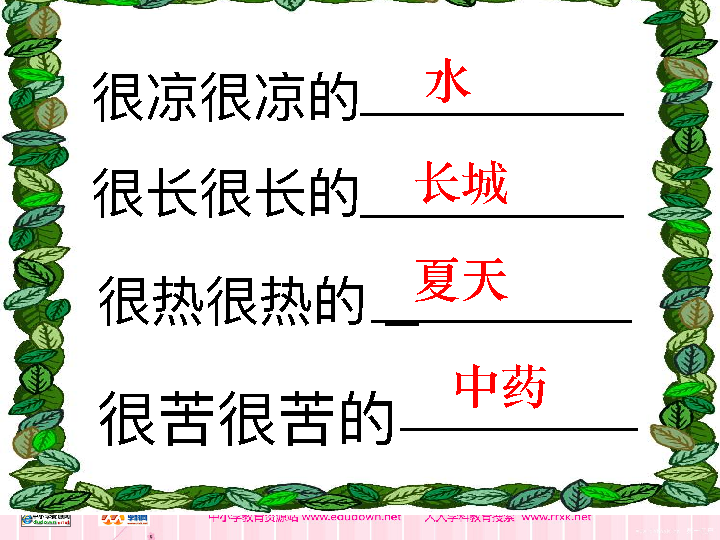 很凉很凉的 水
很长很长的 长城
很热很热的 夏天
很苦很苦的 中药
中小学教育资源站 www.edudown.net 人人学科教育搜索 www.rrxk.net